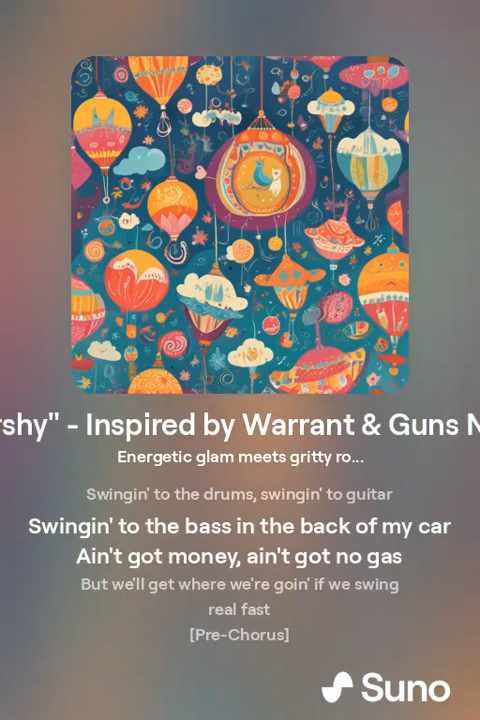 rshy" - Inspired by Warrant & Guns N
Energetic glam meets gritty ro...
Swingin' to the drums, swingin' to guitar
Swingin' to the bass in the back of my car
Ain't got money, ain't got no gas
But we'll get where we're goin' if we swing
real fast
[Pre-Chorus]
Suno